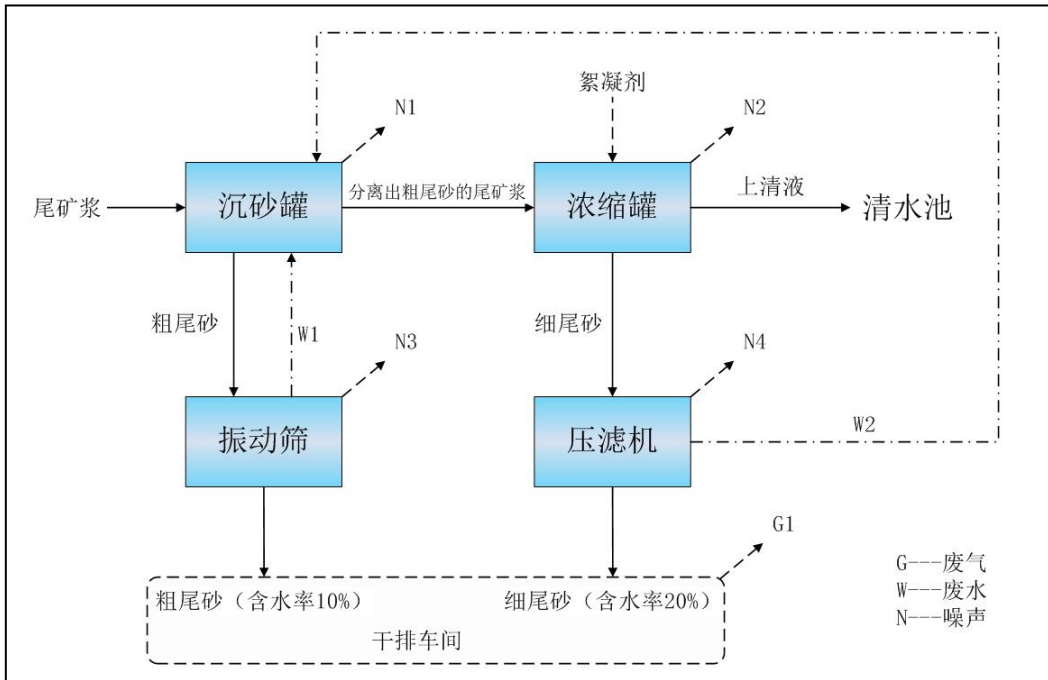 絮凝剂
N1
N2
尾矿浆
沉砂罐
分离出粗尾砂的尾矿浆
浓缩罐
上清液
清水池
粗尾砂
W1
N3
细尾砂
N4
振动筛
压滤机
W2
G1
粗尾砂（含水率10%）
细尾砂（含水率20%）
干排车间
G---废气
W---废水
N---噪声